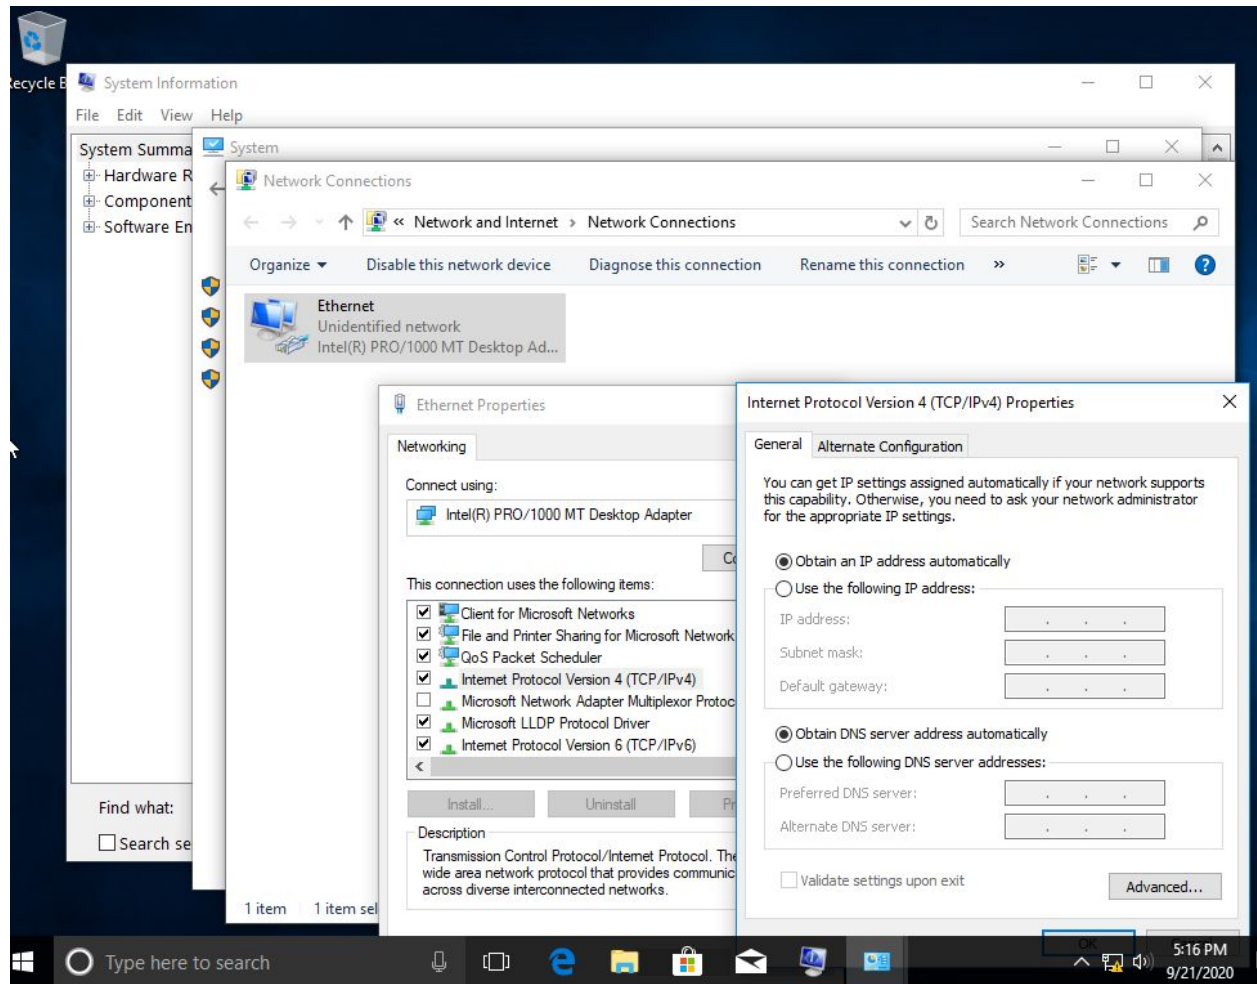 Recycle B
System Information
File Edit View Help
System Summa
Hardware R
Component
Software En
Find what:
Search se
System
Network Connections
« Network and Internet > Network Connections
Search Network Connections
Organize
Disable this network device
Diagnose this connection
Rename this connection
»
Ethernet
Unidentified network
Intel(R) PRO/1000 MT Desktop Ad...
1 item
1 item sel
Ethernet Properties
Networking
Connect using:
Intel(R) PRO/1000 MT Desktop Adapter
Co
This connection uses the following items:
Client for Microsoft Networks
File and Printer Sharing for Microsoft Network
QoS Packet Scheduler
Internet Protocol Version 4 (TCP/IPv4)
Microsoft Network Adapter Multiplexor Protoc
Microsoft LLDP Protocol Driver
Internet Protocol Version 6 (TCP/IPv6)
Install...
Uninstall
Pr
Description
Transmission Control Protocol/Internet Protocol. The
wide area network protocol that provides communic
across diverse interconnected networks.
Internet Protocol Version 4 (TCP/IPv4) Properties
General
Alternate Configuration
You can get IP settings assigned automatically if your network supports
this capability. Otherwise, you need to ask your network administrator
for the appropriate IP settings.
Obtain an IP address automatically
Use the following IP address:
IP address:
Subnet mask:
Default gateway:
Obtain DNS server address automatically
Use the following DNS server addresses:
Preferred DNS server:
Alternate DNS server:
Validate settings upon exit
Advanced...
OK
Type here to search
5:16 PM
9/21/2020